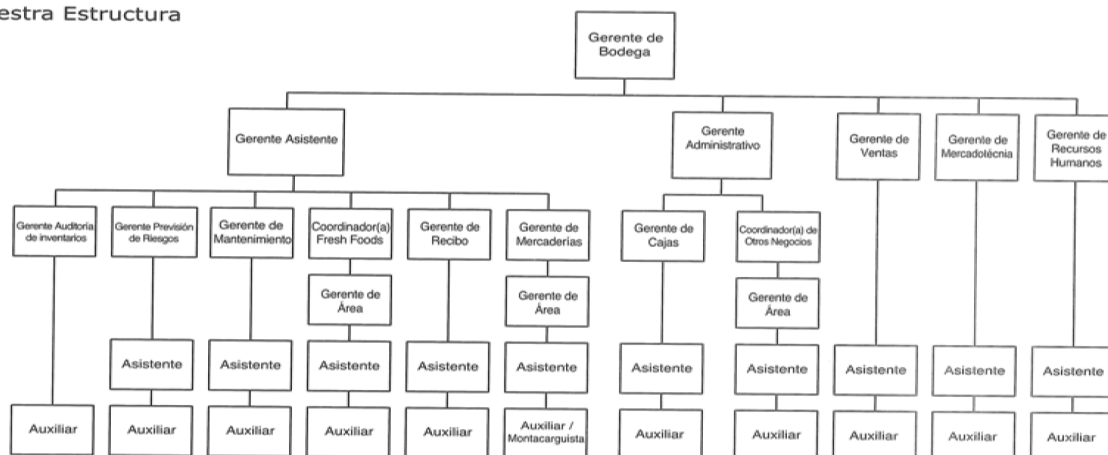 estra Estructura
Gerente de
Bodega
Gerente Asistente
Gerente
Administrativo
Gerente de
Ventas
Gerente de
Mercadotécnia
Gerente de
Recursos
Humanos
Gerente Auditoria
de inventarios
Gerente Previsión
de Riesgos
Gerente de
Mantenimiento
Coordinador(a)
Fresh Foods
Gerente de
Recibo
Gerente de
Mercaderías
Gerente de
Cajas
Coordinador(a) de
Otros Negocios
Gerente de
Área
Gerente de
Área
Gerente de
Área
Asistente
Asistente
Asistente
Asistente
Asistente
Asistente
Asistente
Asistente
Asistente
Asistente
Auxiliar
Auxiliar
Auxiliar
Auxiliar
Auxiliar
Auxiliar /
Montacarguista
Auxiliar
Auxiliar
Auxiliar
Auxiliar
Auxiliar